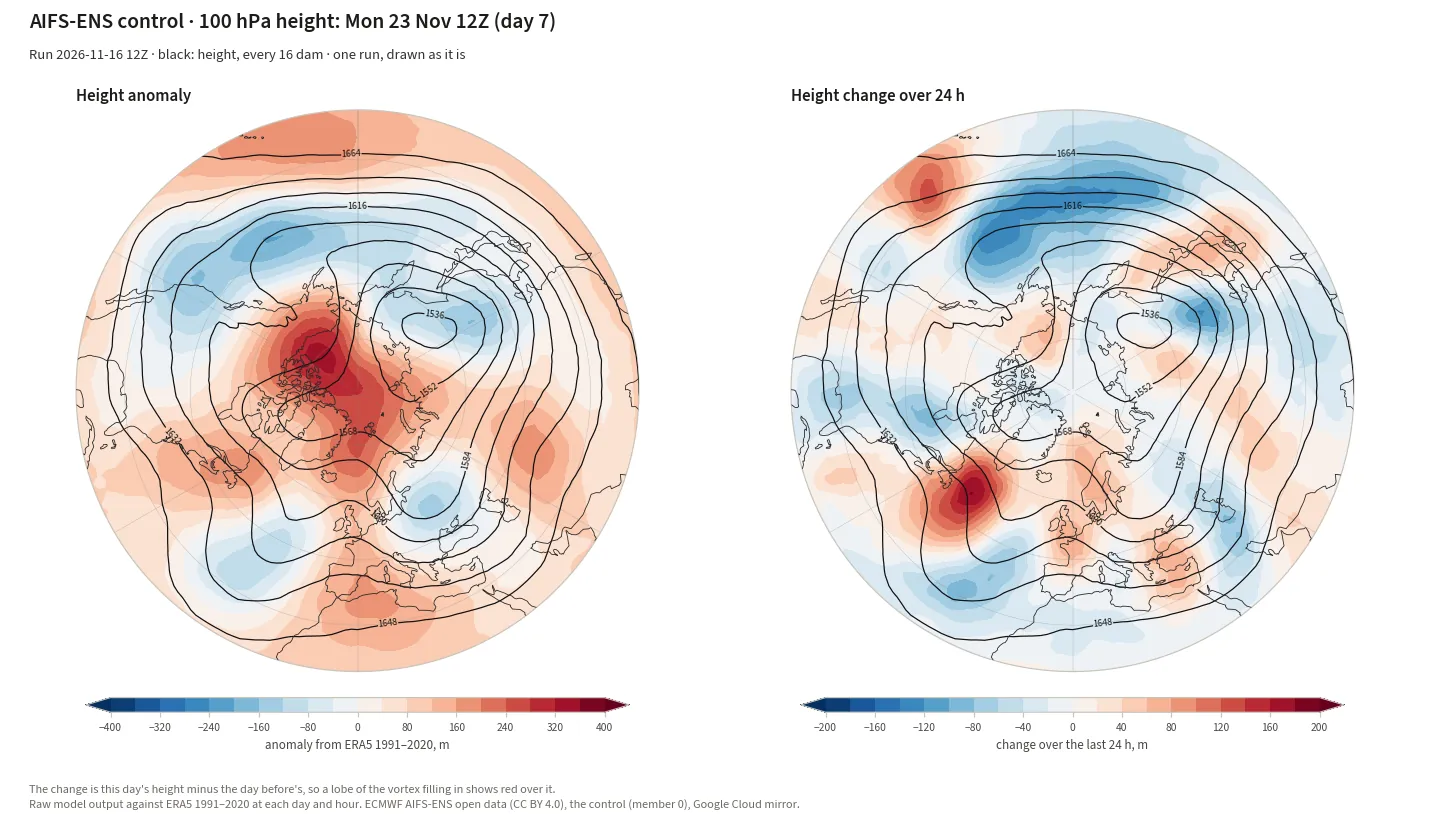 AIFS-ENS control · 100 hPa height: Mon 23 Nov 12Z (day 7)
Run 2026-11-16 12Z · black: height, every 16 dam · one run, drawn as it is
Height anomaly
Height change over 24 h
1664
1616
1536
1552
1632
1568
1584
1648
1664
1616
1536
1552
1632
1568
1584
1648
−400 −320 −240 −160 −80 0 80 160 240 320 400
anomaly from ERA5 1991–2020, m
−200 −160 −120 −80 −40 0 40 80 120 160 200
change over the last 24 h, m
The change is this day's height minus the day before's, so a lobe of the vortex filling in shows red over it.
Raw model output against ERA5 1991–2020 at each day and hour. ECMWF AIFS-ENS open data (CC BY 4.0), the control (member 0), Google Cloud mirror.